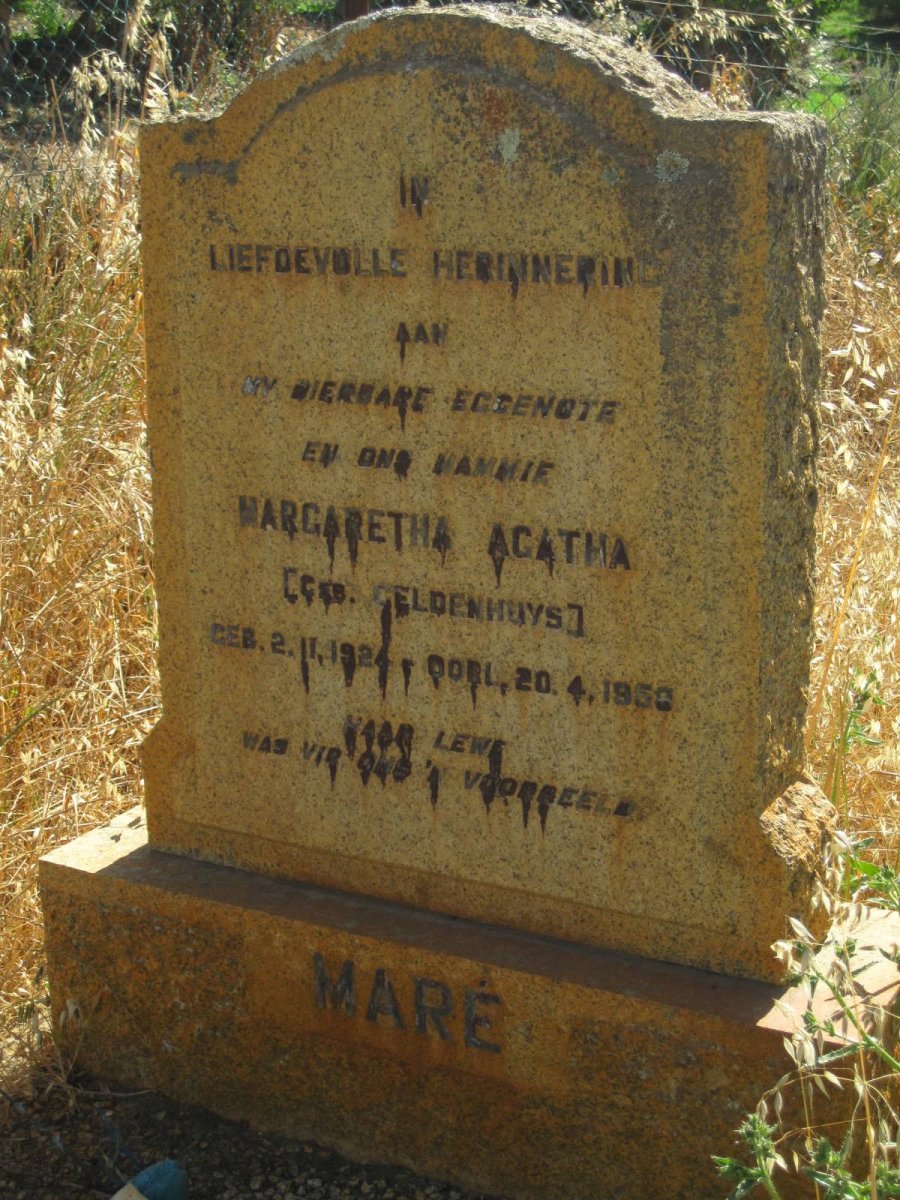 IN
LIEFDEVOLLE HERINNERING
AAN
MY DIERBARE EGGENOTE
EN ONS MAMMIE
MARGARETHA AGATHA
[GEB. GELDENHUYS]
GEB. 2. 11, 1924 - OORL, 20. 4, 1958
HAAR LEWE
WAS VIR ONS 'N VOORBEELD
MARÉ